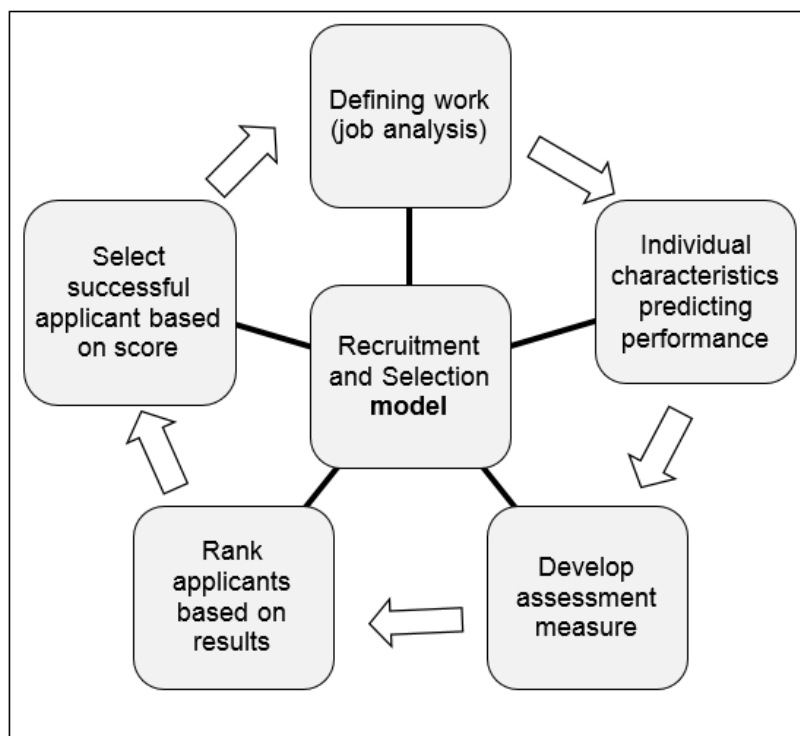 Defining work
(job analysis)
Individual
characteristics
predicting
performance
Develop
assessment
measure
Rank
applicants
based on
results
Select
successful
applicant based
on score
Recruitment
and Selection
model